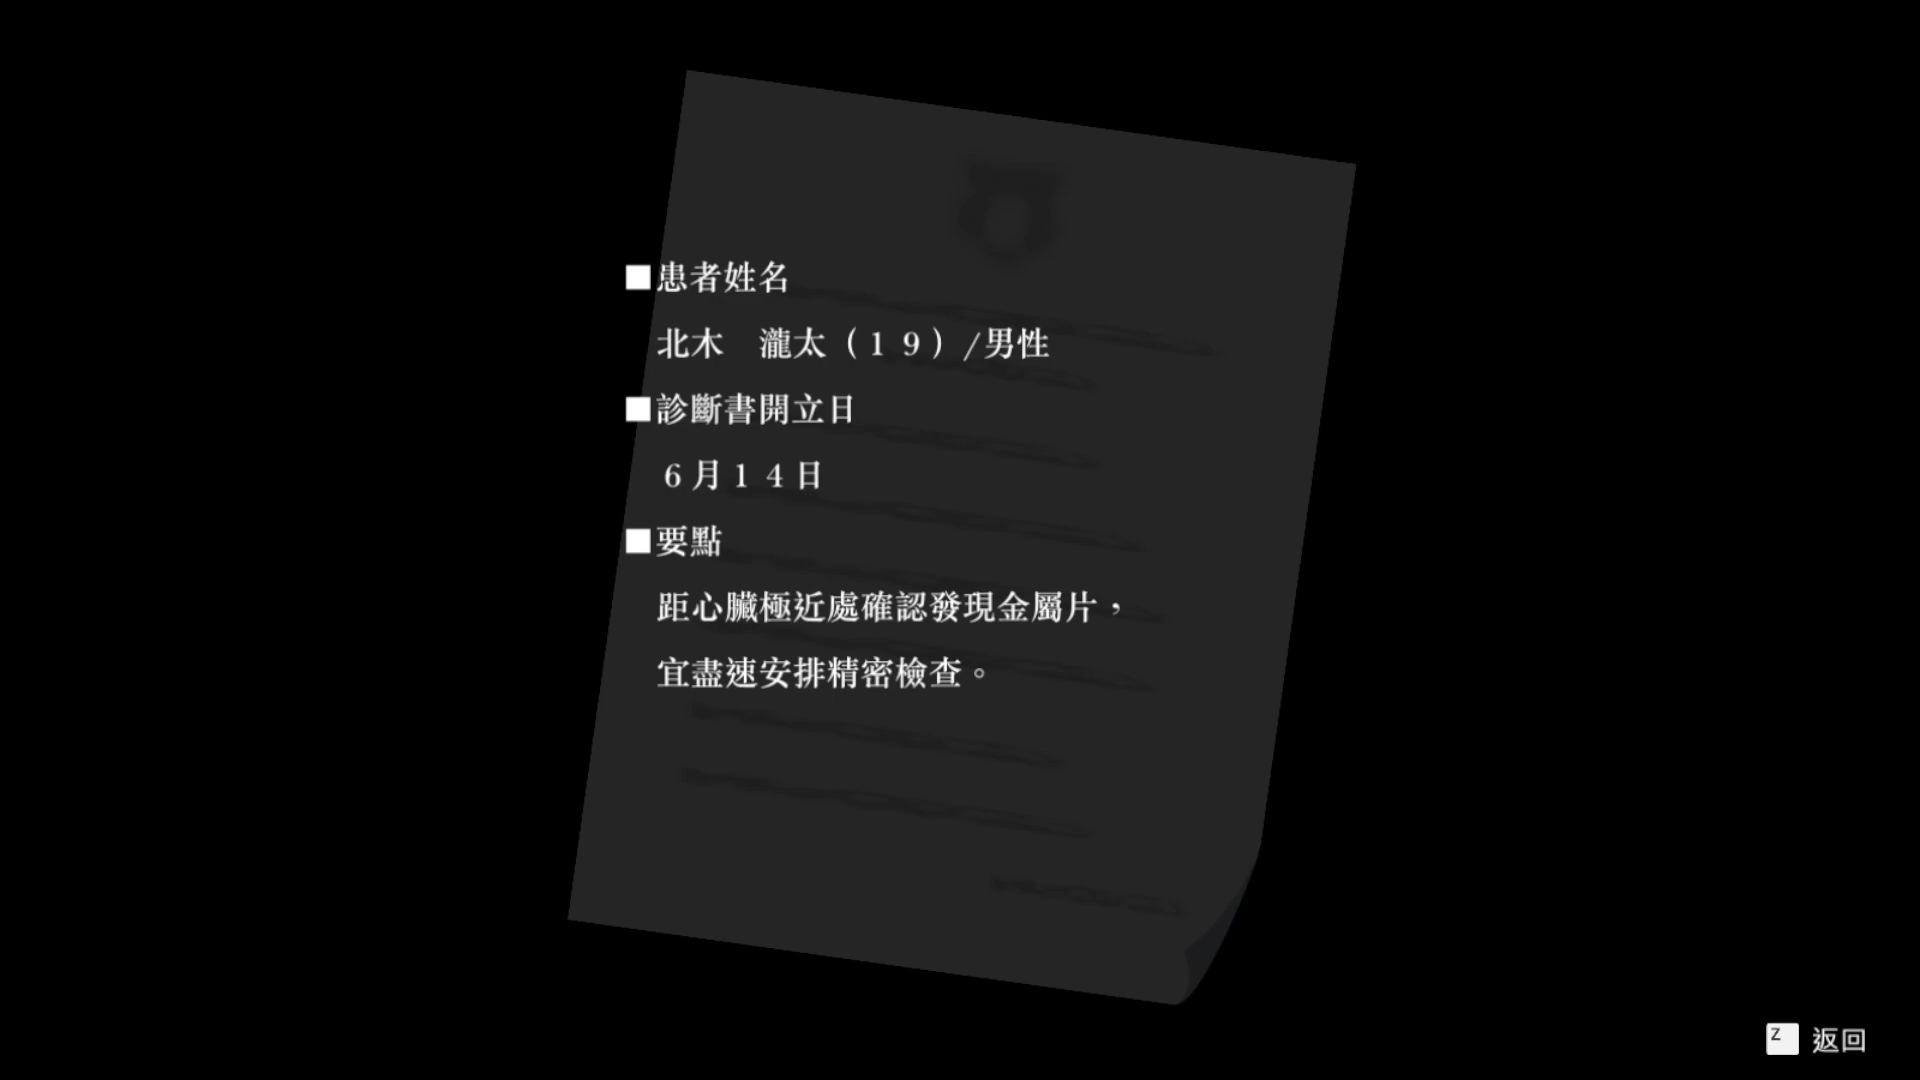 ■患者姓名
北木　瀧太（１９）/男性
■診斷書開立日
６月１４日
■要點
距心臟極近處確認發現金屬片，
宜盡速安排精密檢查。
Z 返回